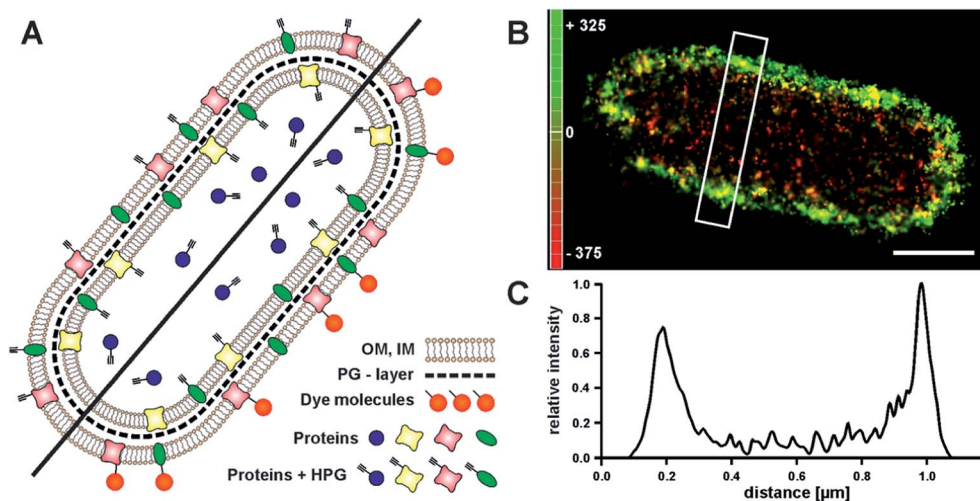 A
OM, IM
PG - layer
Dye molecules
Proteins
Proteins + HPG
B
+ 325
0
- 375
C
relative intensity
1.0
0.8
0.6
0.4
0.2
0.0
0.0 0.2 0.4 0.6 0.8 1.0
distance [µm]